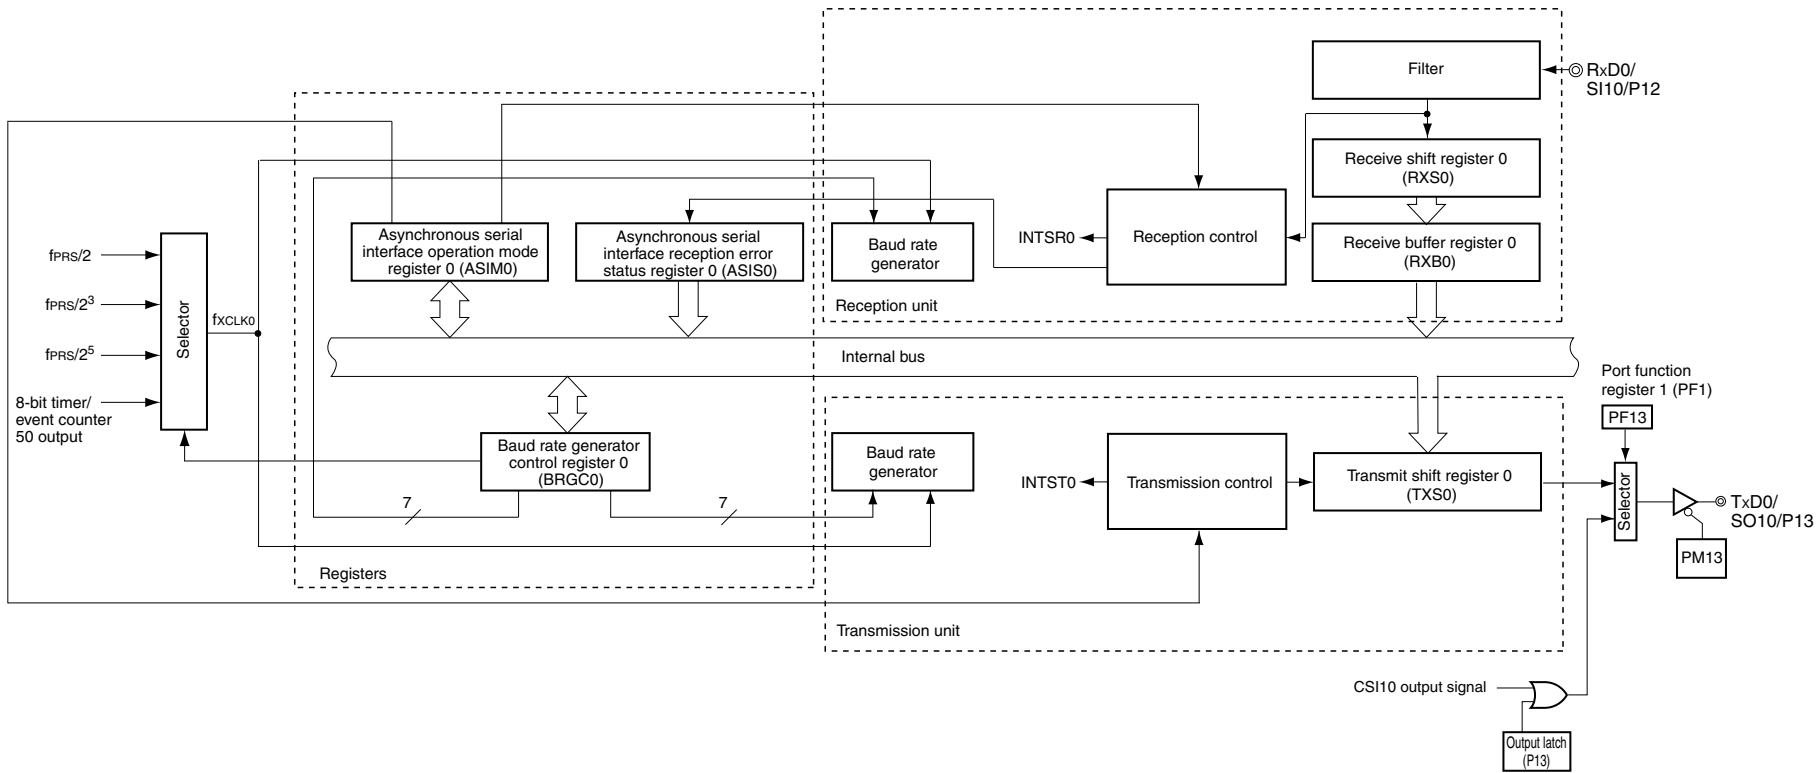 Filter
RxD0/
SI10/P12
Receive shift register 0
(RXS0)
Asynchronous serial
interface operation mode
register 0 (ASIM0)
Asynchronous serial
interface reception error
status register 0 (ASIS0)
Baud rate
generator
INTSR0
Reception control
Receive buffer register 0
(RXB0)
Reception unit
fPRS/2
fPRS/2³
fPRS/2⁵
8-bit timer/
event counter
50 output
Selector
fXCLK0
Internal bus
Port function
register 1 (PF1)
PF13
Baud rate generator
control register 0
(BRGC0)
7
7
Baud rate
generator
INTST0
Transmission control
Transmit shift register 0
(TXS0)
Selector
TxD0/
SO10/P13
PM13
Registers
Transmission unit
CSI10 output signal
Output latch
(P13)